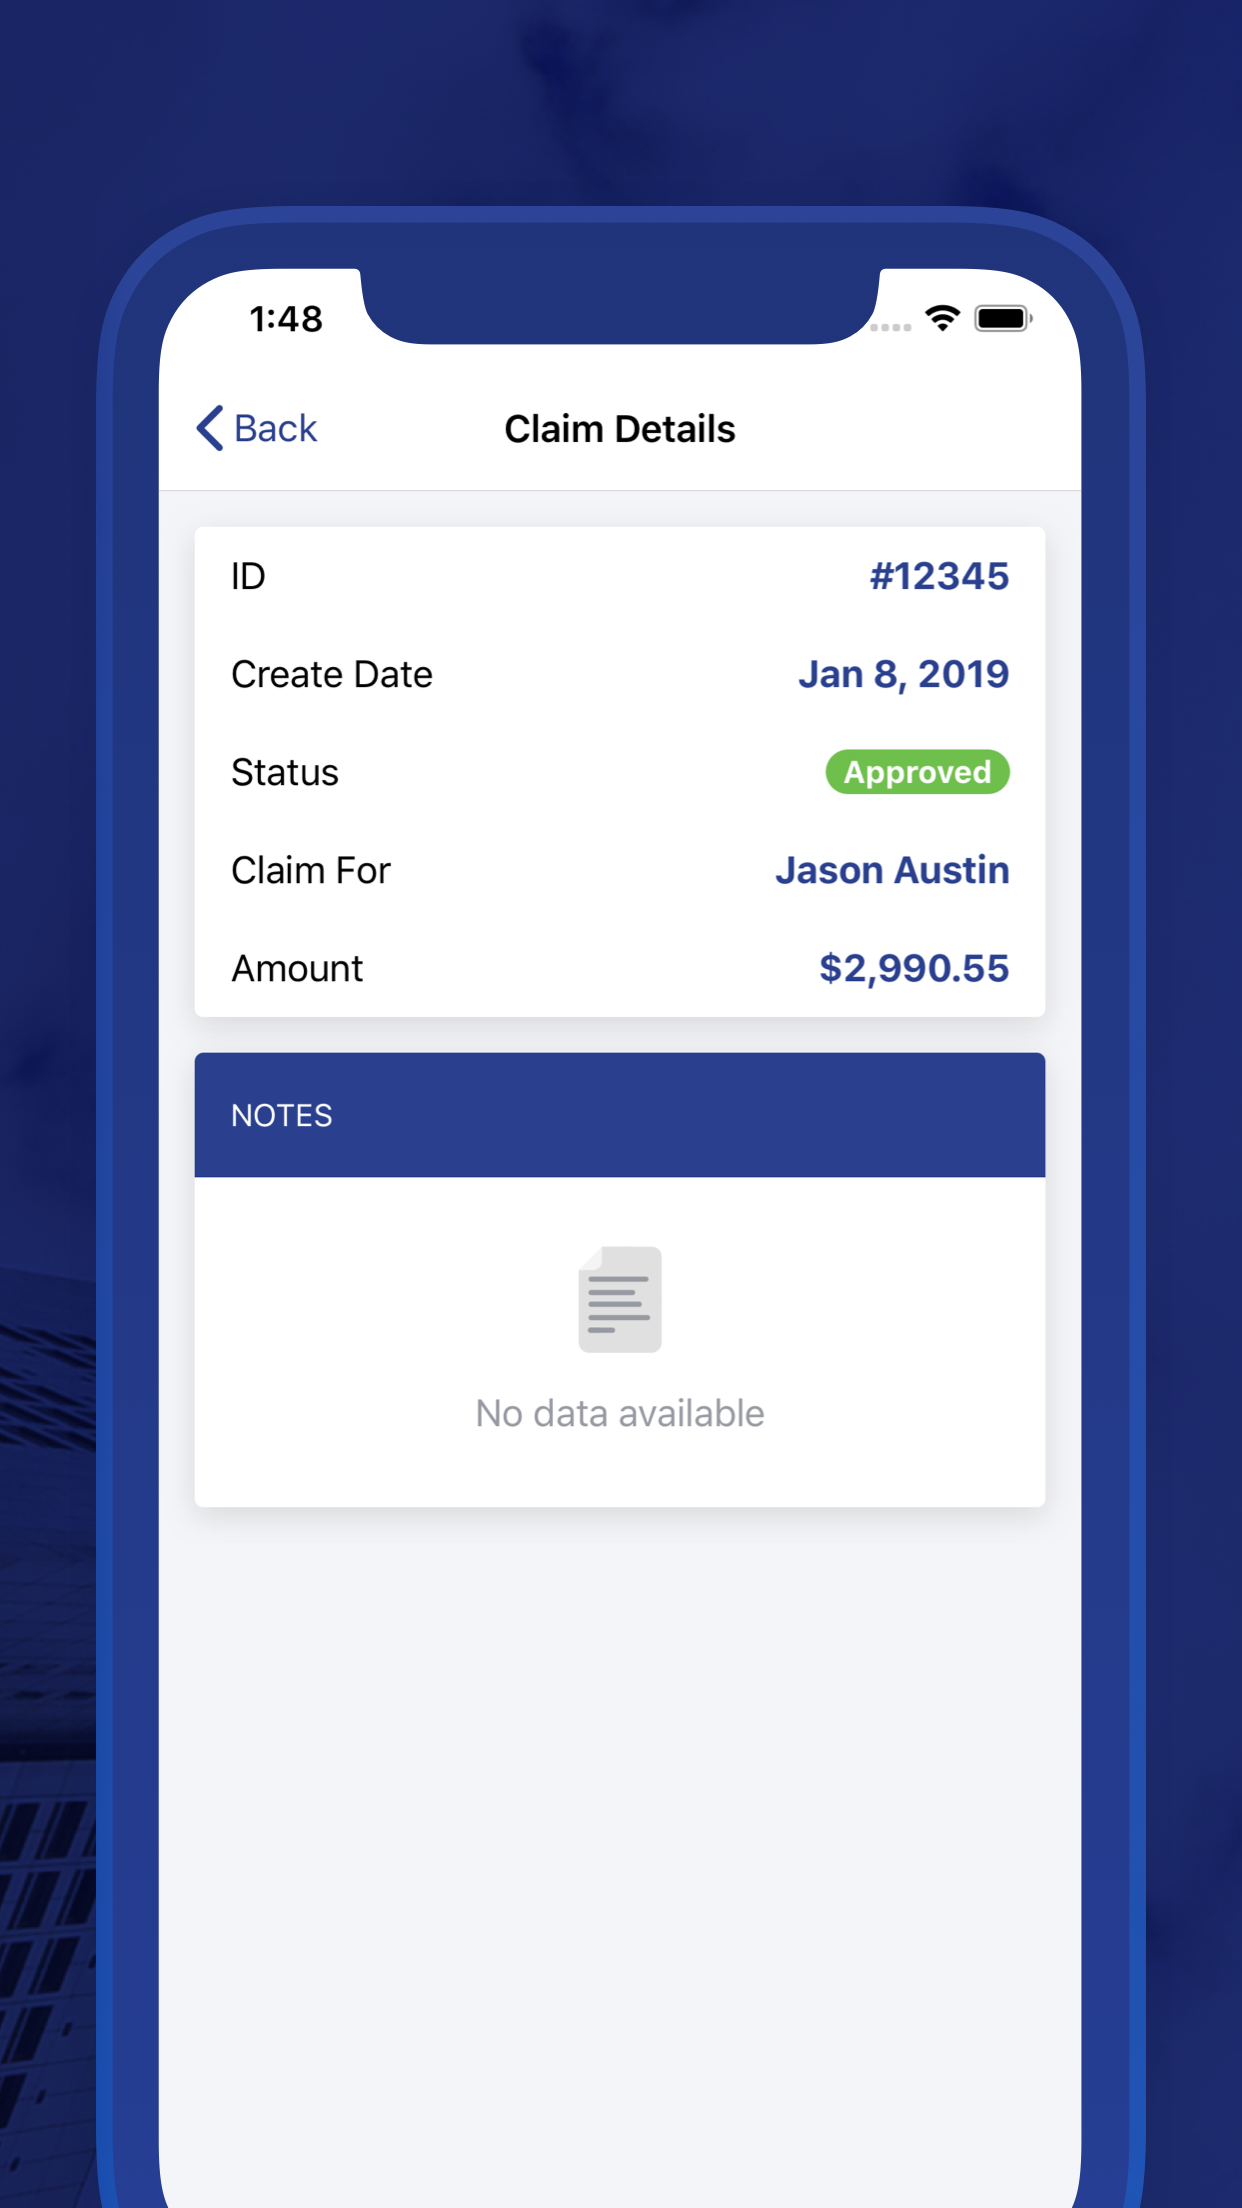 1:48
Back
Claim Details
ID #12345
Create Date Jan 8, 2019
Status Approved
Claim For Jason Austin
Amount $2,990.55
NOTES
No data available